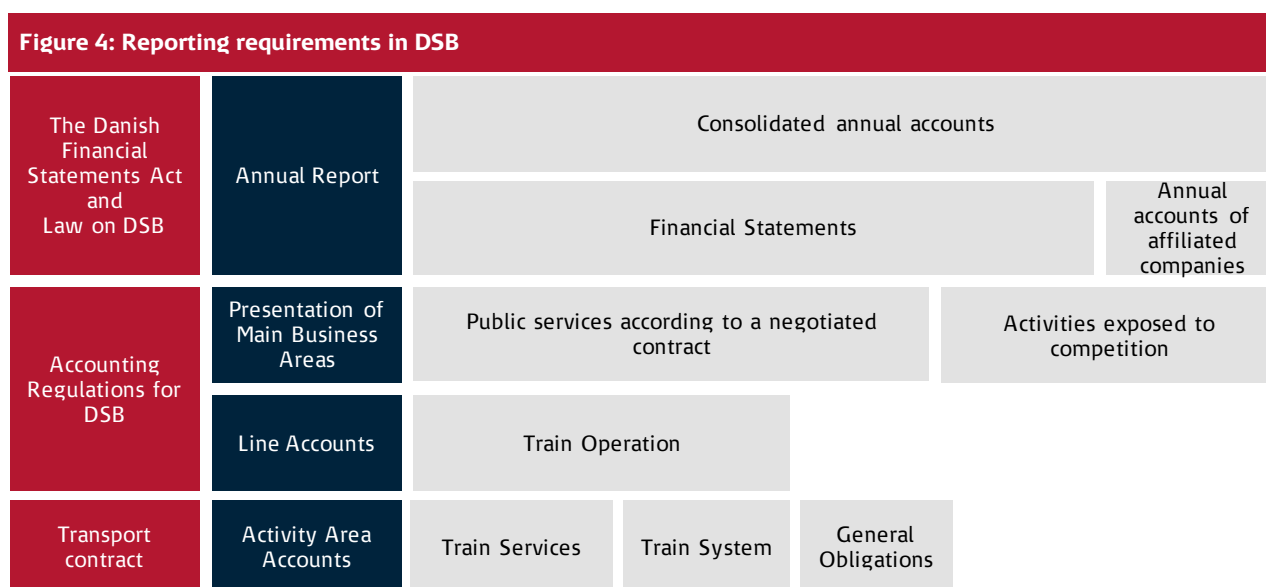 Figure 4: Reporting requirements in DSB
The Danish
Financial
Statements Act
and
Law on DSB
Annual Report
Consolidated annual accounts
Financial Statements
Annual
accounts of
affiliated
companies
Accounting
Regulations for
DSB
Presentation of
Main Business
Areas
Public services according to a negotiated
contract
Activities exposed to
competition
Line Accounts
Train Operation
Transport
contract
Activity Area
Accounts
Train Services
Train System
General
Obligations